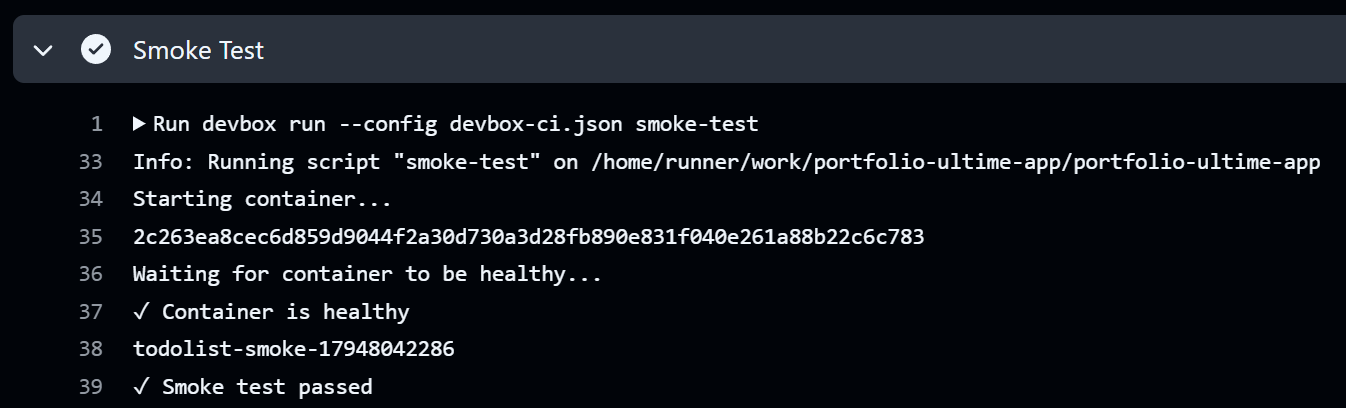 Smoke Test
1 ▶ Run devbox run --config devbox-ci.json smoke-test
33 Info: Running script "smoke-test" on /home/runner/work/portfolio-ultime-app/portfolio-ultime-app
34 Starting container...
35 2c263ea8cec6d859d9044f2a30d730a3d28fb890e831f040e261a88b22c6c783
36 Waiting for container to be healthy...
37 ✓ Container is healthy
38 todolist-smoke-17948042286
39 ✓ Smoke test passed